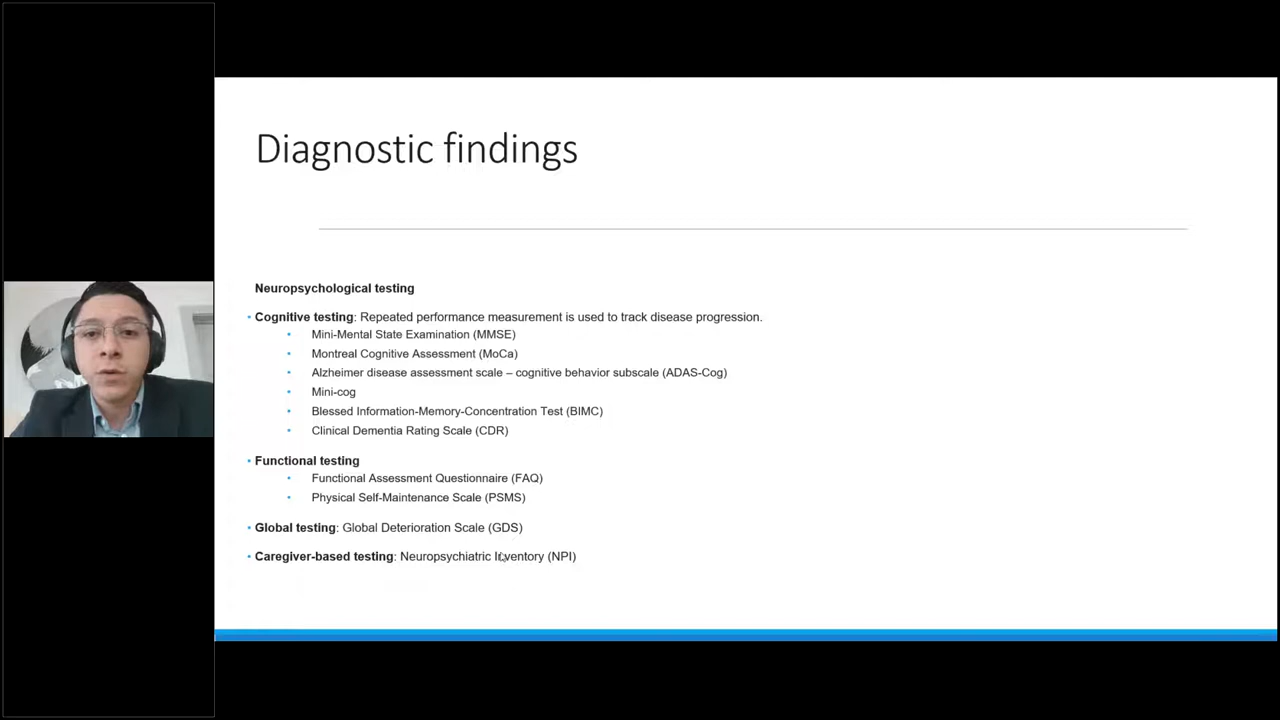 Diagnostic findings
Neuropsychological testing
• Cognitive testing: Repeated performance measurement is used to track disease progression.
• Mini-Mental State Examination (MMSE)
• Montreal Cognitive Assessment (MoCa)
• Alzheimer disease assessment scale – cognitive behavior subscale (ADAS-Cog)
• Mini-cog
• Blessed Information-Memory-Concentration Test (BIMC)
• Clinical Dementia Rating Scale (CDR)
• Functional testing
• Functional Assessment Questionnaire (FAQ)
• Physical Self-Maintenance Scale (PSMS)
• Global testing: Global Deterioration Scale (GDS)
• Caregiver-based testing: Neuropsychiatric Inventory (NPI)